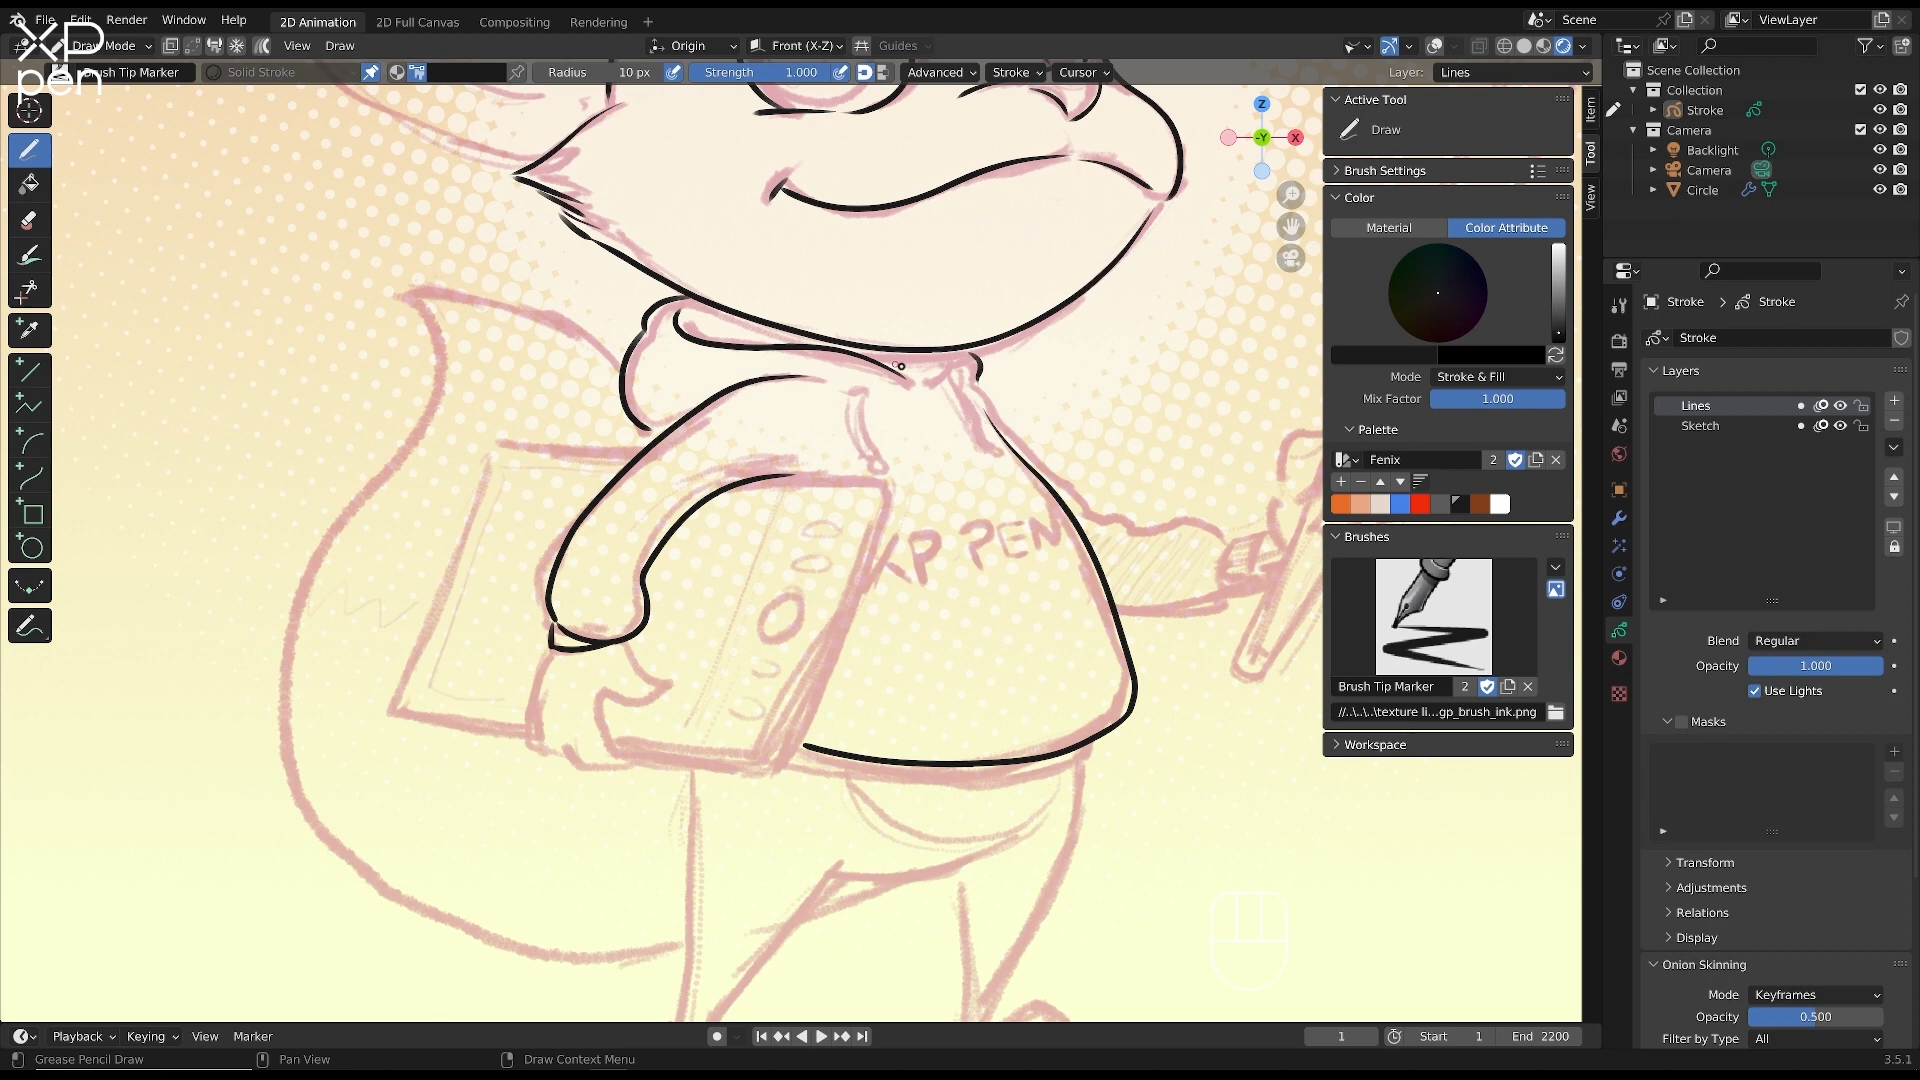 File Edit Render Window Help 2D Animation 2D Full Canvas Compositing Rendering + Scene ViewLayer
XP
pen
Draw Mode View Draw Origin Front (X-Z) Guides
Brush Tip Marker Solid Stroke Radius 10 px Strength 1.000 Advanced Stroke Cursor Layer: Lines
Z
-Y
X
XP PEN
Active Tool
Draw
Brush Settings
Color
Material Color Attribute
Mode Stroke & Fill
Mix Factor 1.000
Palette
Fenix 2
Brushes
Brush Tip Marker 2
//..\..\..\texture li...gp_brush_ink.png
Workspace
Item
Tool
View
Scene Collection
Collection
Stroke
Camera
Backlight
Camera
Circle
Stroke > Stroke
Stroke
Layers
Lines
Sketch
Blend Regular
Opacity 1.000
Use Lights
Masks
Transform
Adjustments
Relations
Display
Onion Skinning
Mode Keyframes
Opacity 0.500
Filter by Type All
Playback Keying View Marker 1 Start 1 End 2200
Grease Pencil Draw Pan View Draw Context Menu 3.5.1